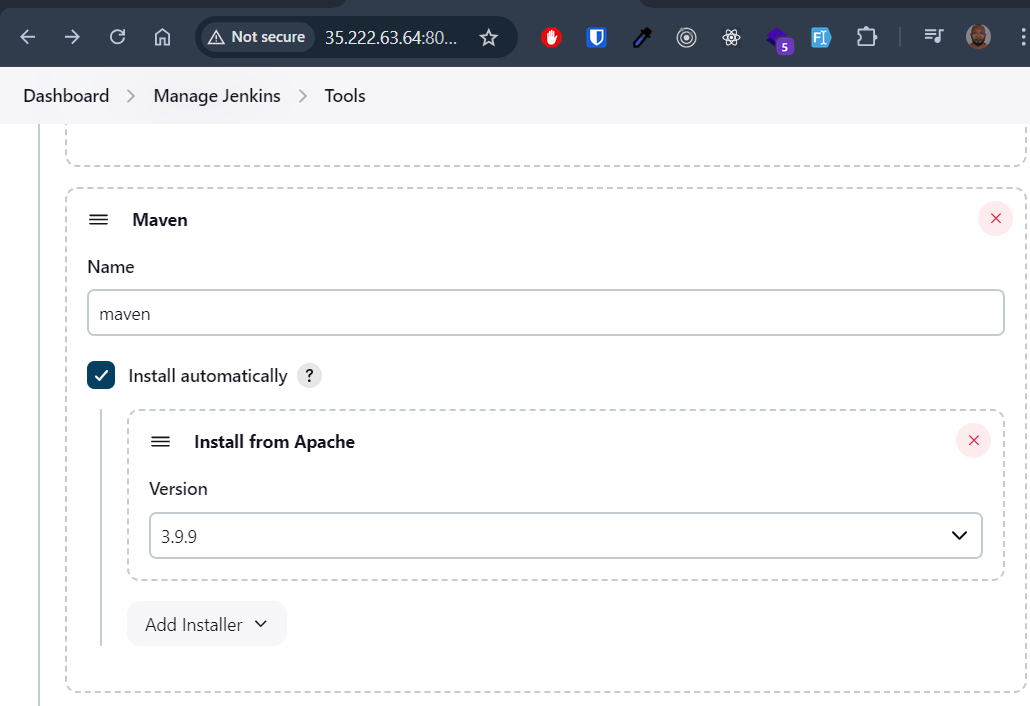 Not secure 35.222.63.64:80...
5
Dashboard > Manage Jenkins > Tools
Maven
Name
maven
Install automatically ?
Install from Apache
Version
3.9.9
Add Installer